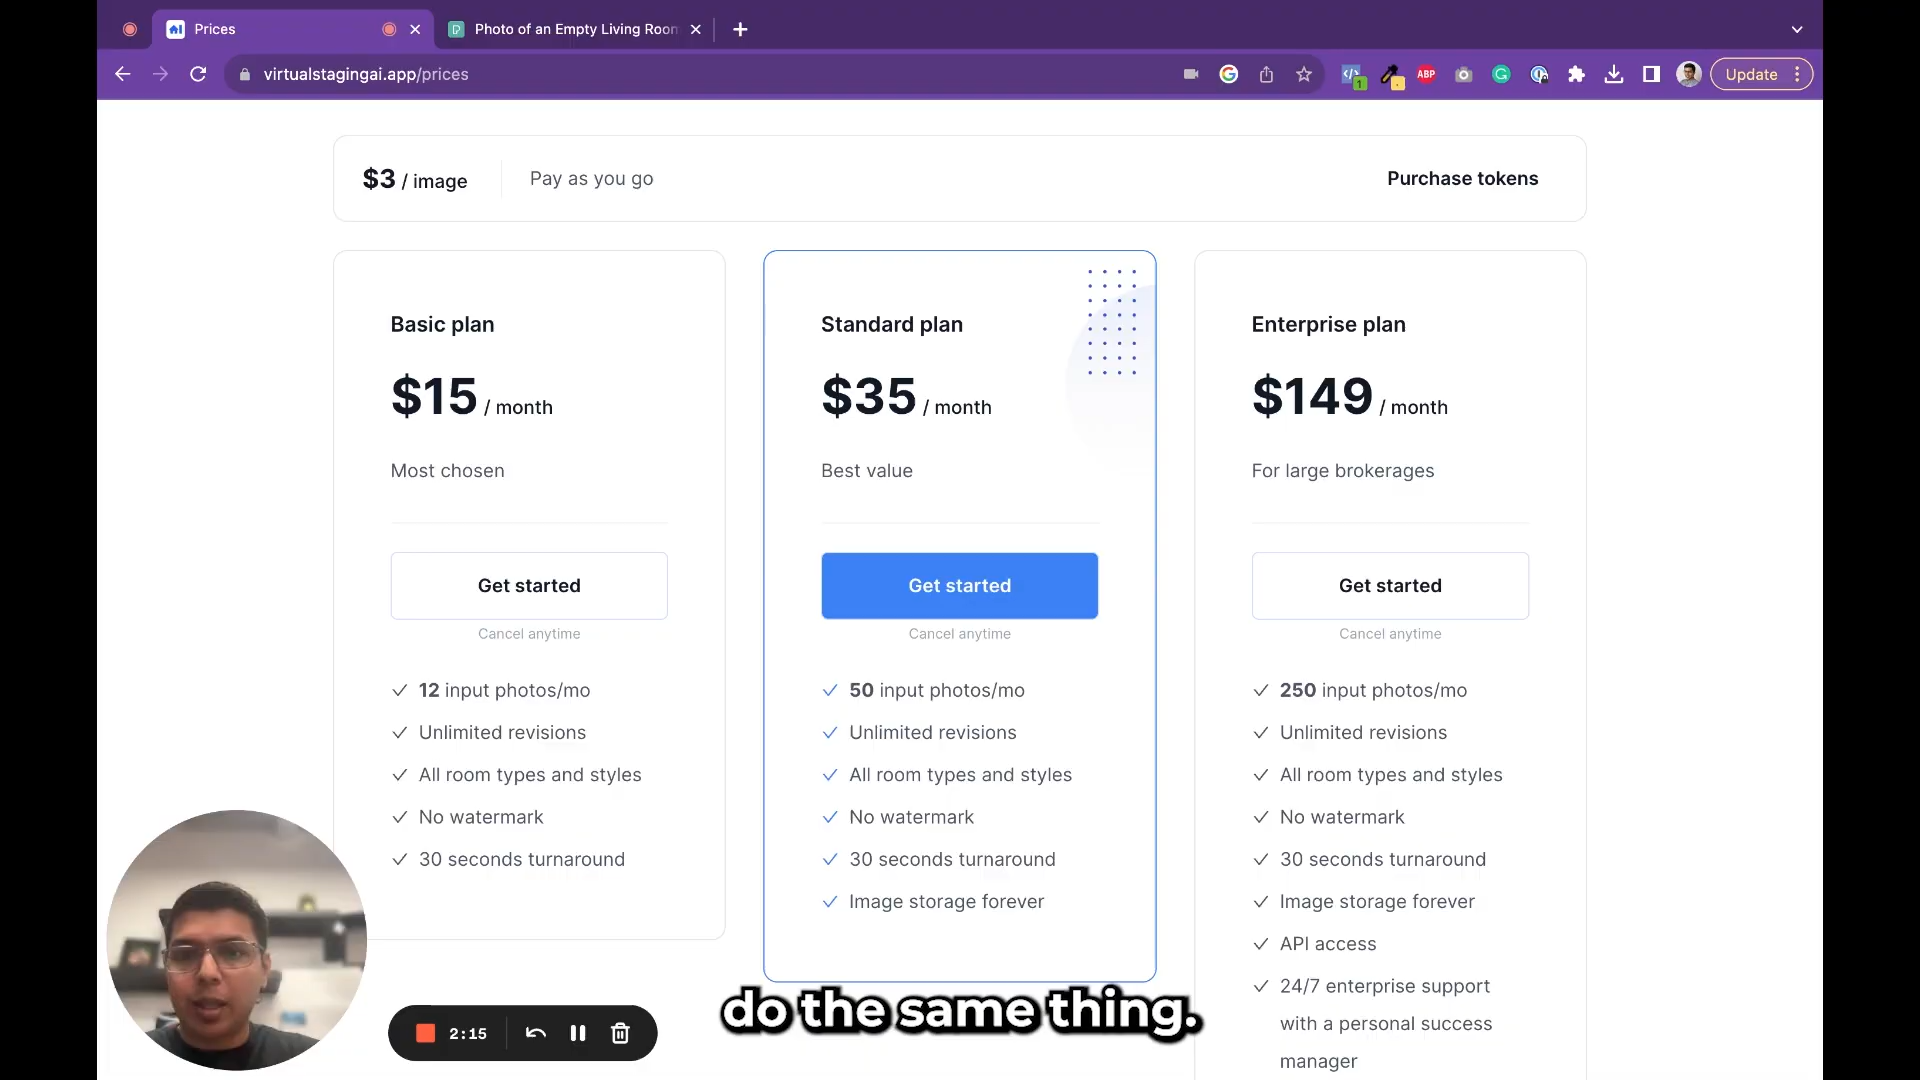 Prices
Photo of an Empty Living Room
virtualstagingai.app/prices
1
ABP
Update
$3 / image
Pay as you go
Purchase tokens
Basic plan
$15 / month
Most chosen
Get started
Cancel anytime
12 input photos/mo
Unlimited revisions
All room types and styles
No watermark
30 seconds turnaround
Standard plan
$35 / month
Best value
Get started
Cancel anytime
50 input photos/mo
Unlimited revisions
All room types and styles
No watermark
30 seconds turnaround
Image storage forever
Enterprise plan
$149 / month
For large brokerages
Get started
Cancel anytime
250 input photos/mo
Unlimited revisions
All room types and styles
No watermark
30 seconds turnaround
Image storage forever
API access
24/7 enterprise support
with a personal success
manager
2:15
do the same thing.